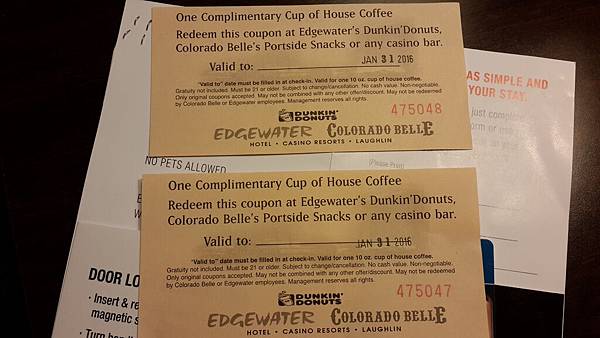 One Complimentary Cup of House Coffee
Redeem this coupon at Edgewater's Dunkin'Donuts,
Colorado Belle's Portside Snacks or any casino bar.
Valid to: JAN 31 2016
"Valid to" date must be filled in at check-in. Valid for one 10 oz. cup of house coffee.
Gratuity not included. Must be 21 or older. Subject to change/cancellation. No cash value. Non-negotiable.
Only original coupons accepted. May not be combined with any other offer/discount. May not be redeemed
by Colorado Belle or Edgewater employees. Management reserves all rights.
475048
DUNKIN'
DONUTS
EDGEWATER COLORADO BELLE
HOTEL • CASINO RESORTS • LAUGHLIN
AS SIMPLE AND
YOUR STAY.
just
orm or
(Please Print)
NO PETS ALLOWED
One Complimentary Cup of House Coffee
Redeem this coupon at Edgewater's Dunkin'Donuts,
Colorado Belle's Portside Snacks or any casino bar.
Valid to: JAN 31 2016
"Valid to" date must be filled in at check-in. Valid for one 10 oz. cup of house coffee.
Gratuity not included. Must be 21 or older. Subject to change/cancellation. No cash value. Non-negotiable.
Only original coupons accepted. May not be combined with any other offer/discount. May not be redeemed
by Colorado Belle or Edgewater employees. Management reserves all rights.
475047
DUNKIN'
DONUTS
EDGEWATER COLORADO BELLE
HOTEL • CASINO RESORTS • LAUGHLIN
DOOR LO
• Insert & re
magnetic s
• Turn han